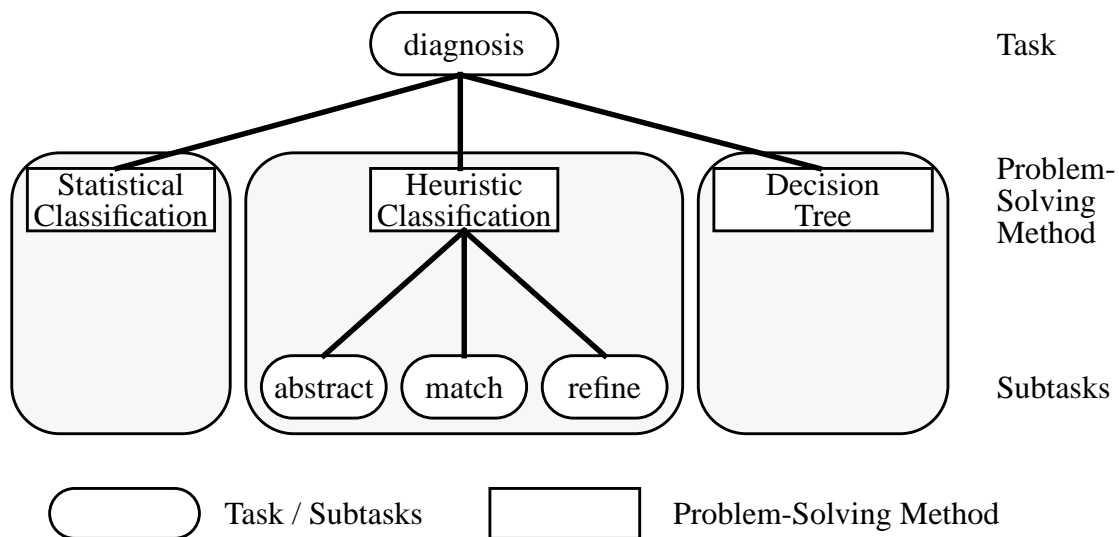 diagnosis
Task
Statistical
Classification
Heuristic
Classification
Decision
Tree
Problem-
Solving
Method
abstract
match
refine
Subtasks
Task / Subtasks
Problem-Solving Method